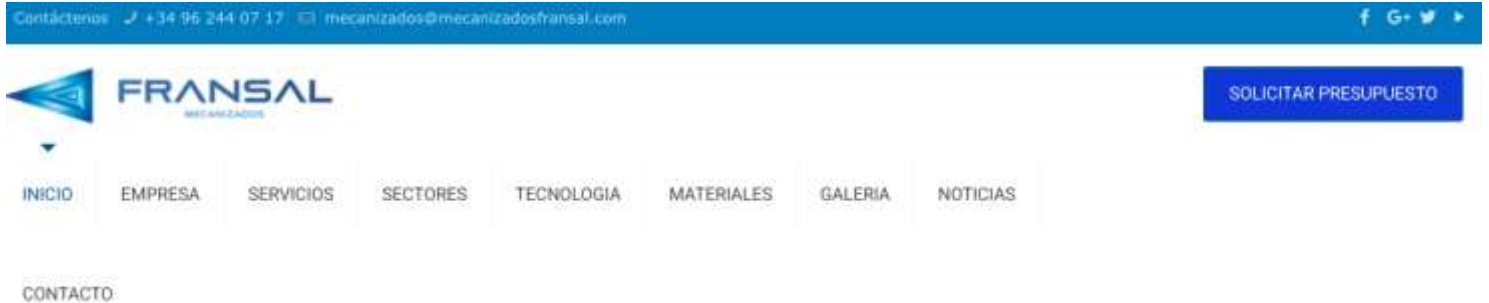 Contáctenos +34 96 244 07 17 mecanizados@mecanizadosfransal.com
FRANSAL
MECANIZADOS
SOLICITAR PRESUPUESTO
INICIO EMPRESA SERVICIOS SECTORES TECNOLOGIA MATERIALES GALERIA NOTICIAS
CONTACTO